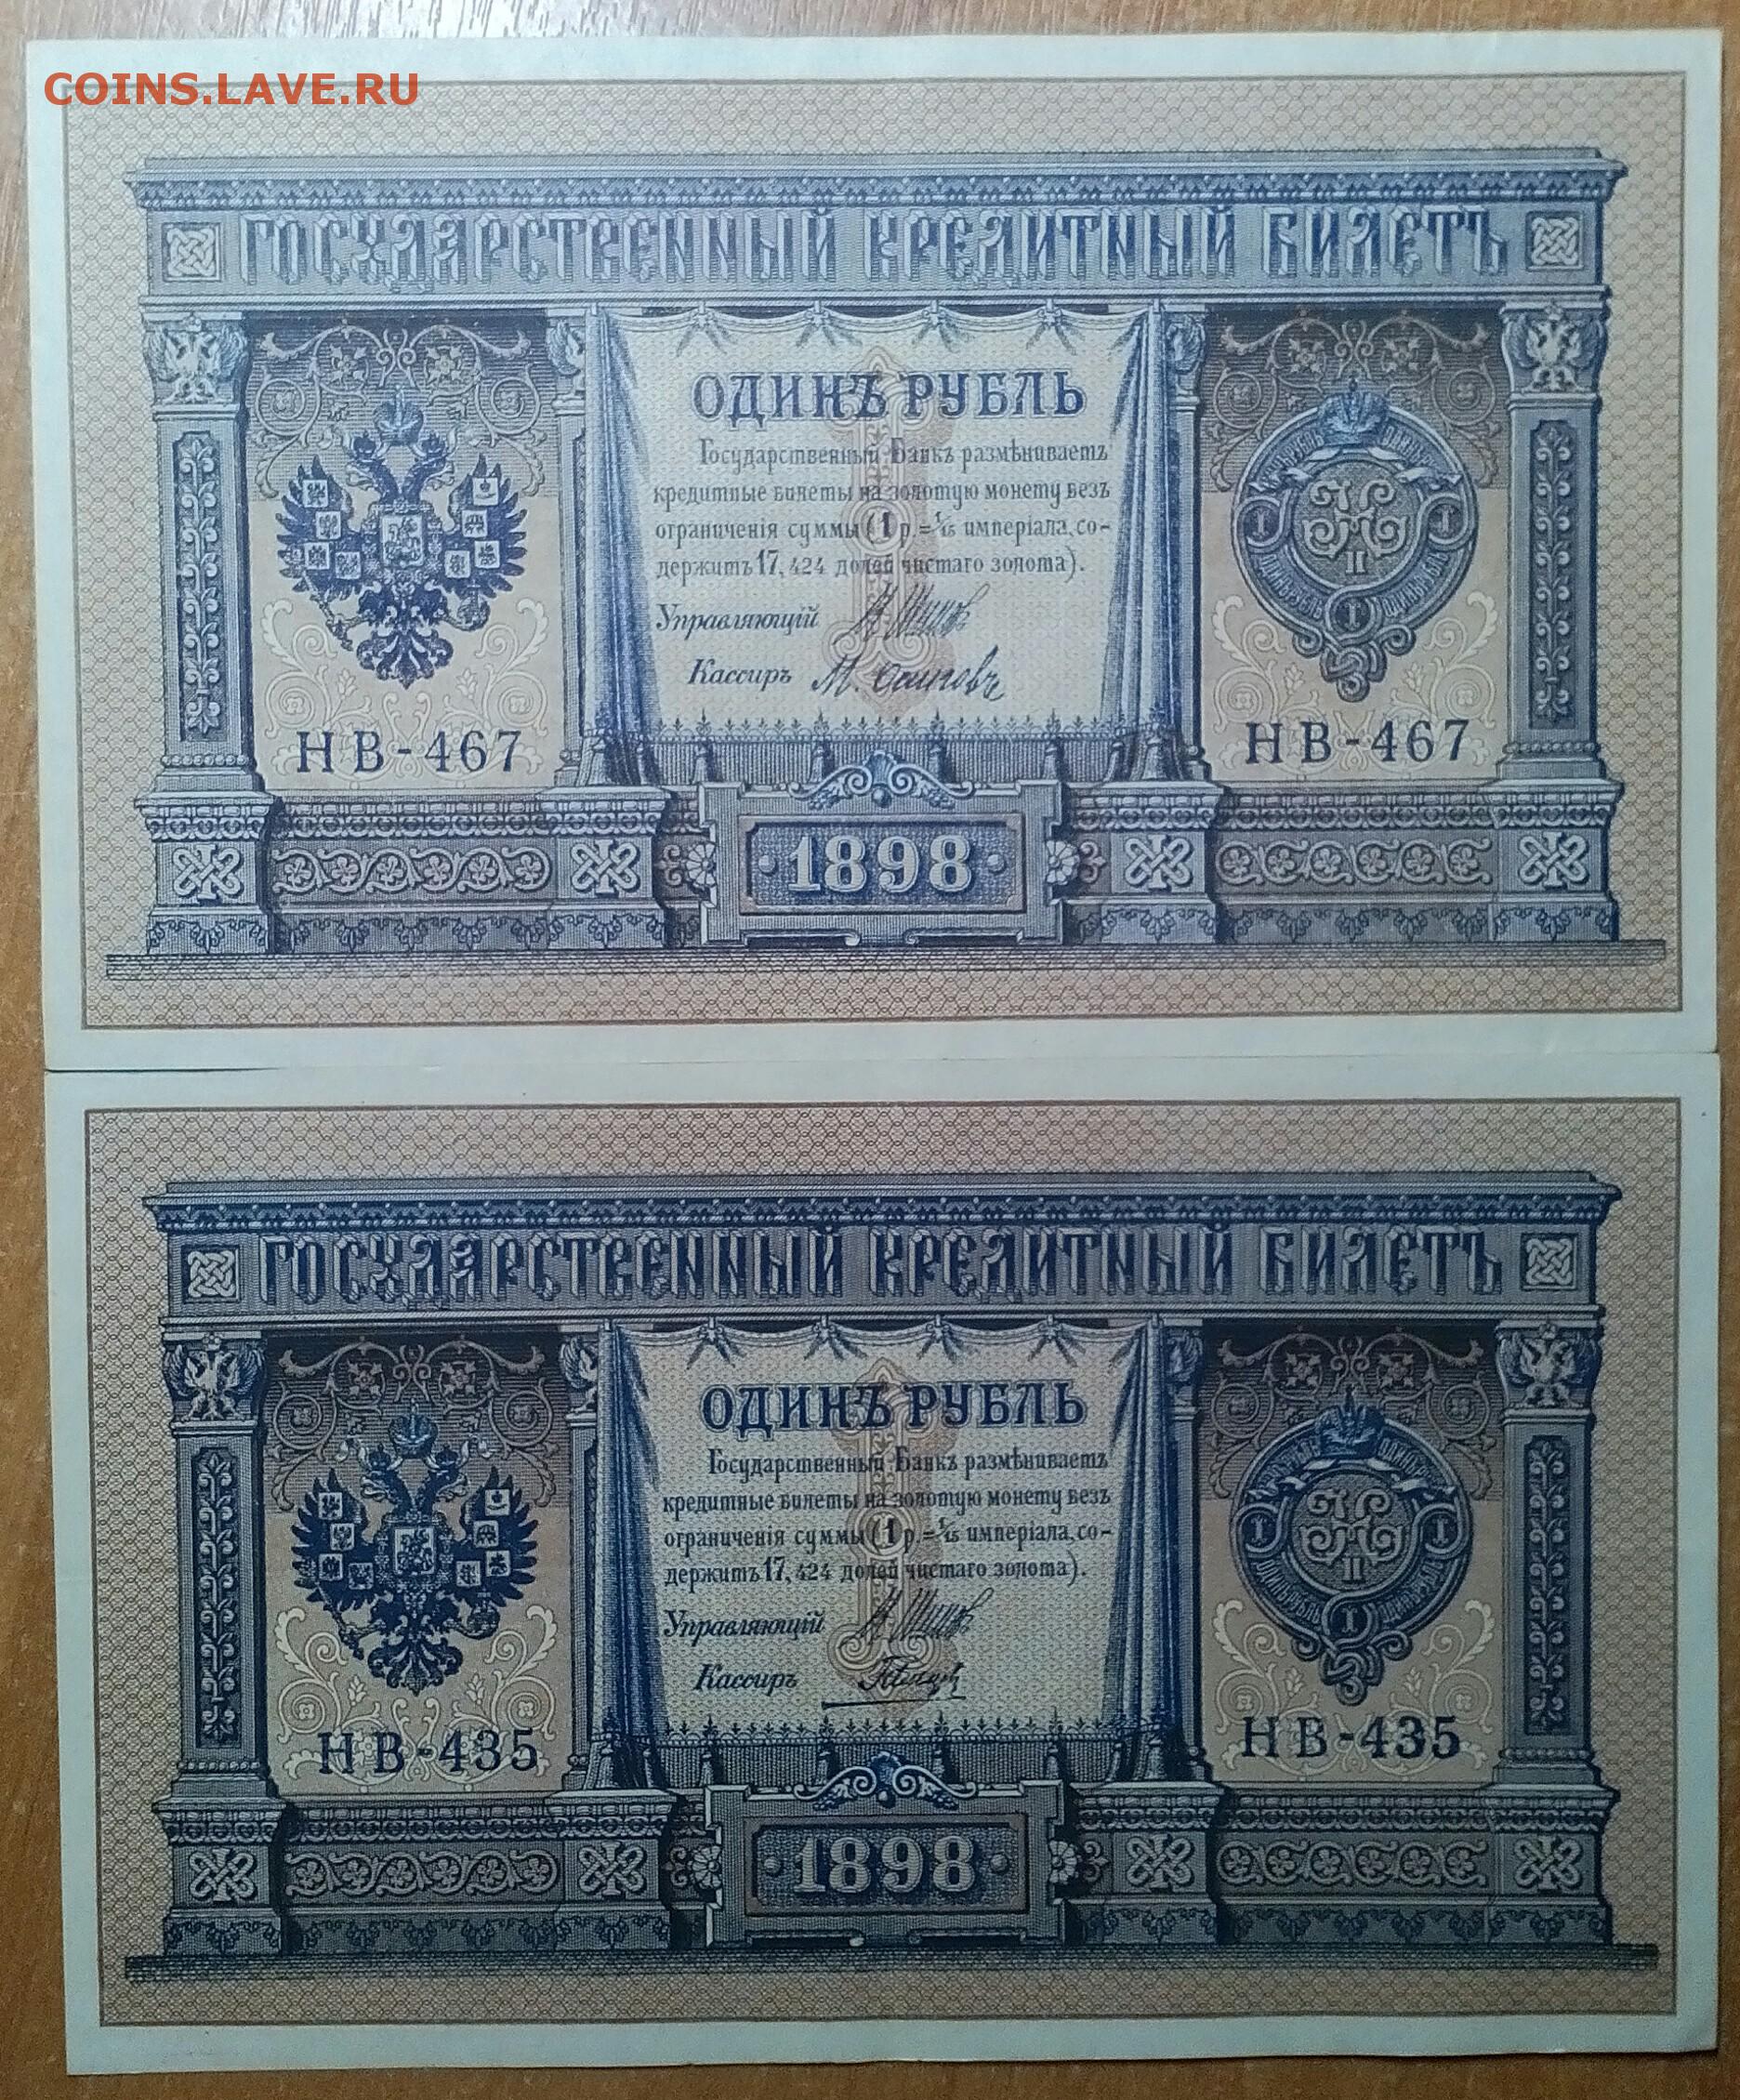 COINS.LAVE.RU
ГОСУДАРСТВЕННЫЙ КРЕДИТНЫЙ БИЛЕТЪ
ОДИНЪ РУБЛЬ
Государственный Банкъ размѣниваетъ
кредитные билеты на золотую монету безъ
ограниченія суммы (1 р.=1/15 имперіала, со-
держитъ 17,424 долей чистаго золота).
Управляющій
Кассиръ М. Осиповъ
I I
II
I
НВ-467 НВ-467
·1898·
ГОСУДАРСТВЕННЫЙ КРЕДИТНЫЙ БИЛЕТЪ
ОДИНЪ РУБЛЬ
Государственный Банкъ размѣниваетъ
кредитные билеты на золотую монету безъ
ограниченія суммы (1 р.=1/15 имперіала, со-
держитъ 17,424 долей чистаго золота).
Управляющій
Кассиръ
I I
II
I
НВ-435 НВ-435
·1898·